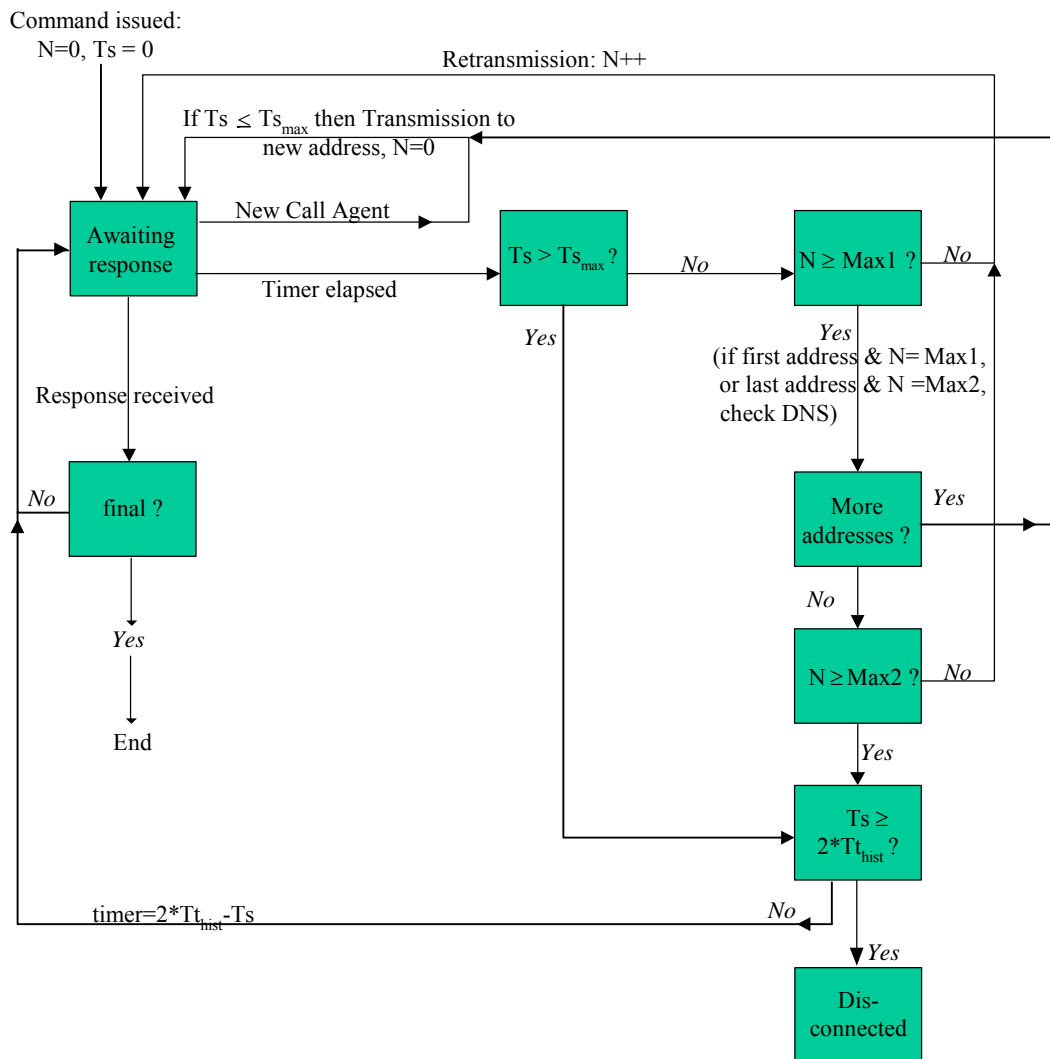 Command issued:
N=0, Ts = 0
Retransmission: N++
If Ts ≤ Tsmax then Transmission to
new address, N=0
New Call Agent
Awaiting
response
Timer elapsed
Ts > Tsmax ?
No
N ≥ Max1 ?
No
Yes
Yes
(if first address & N= Max1,
or last address & N =Max2,
check DNS)
Response received
No
final ?
More
addresses ?
Yes
No
Yes
N ≥ Max2 ?
No
End
Yes
Ts ≥
2*Tthist ?
timer=2*Tthist-Ts
No
Yes
Dis-
connected